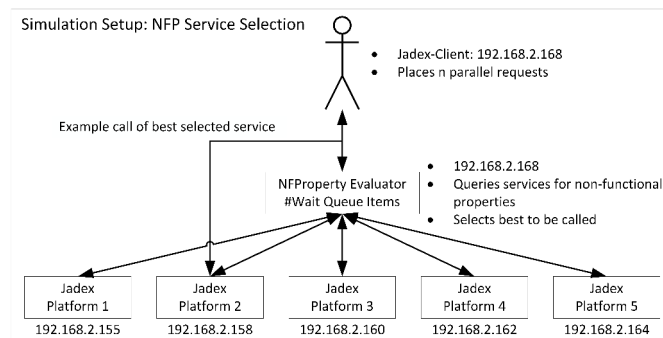 Simulation Setup: NFP Service Selection
• Jadex-Client: 192.168.2.168
• Places n parallel requests
Example call of best selected service
NFProperty Evaluator
#Wait Queue Items
• 192.168.2.168
• Queries services for non-functional
properties
• Selects best to be called
Jadex
Platform 1
192.168.2.155
Jadex
Platform 2
192.168.2.158
Jadex
Platform 3
192.168.2.160
Jadex
Platform 4
192.168.2.162
Jadex
Platform 5
192.168.2.164